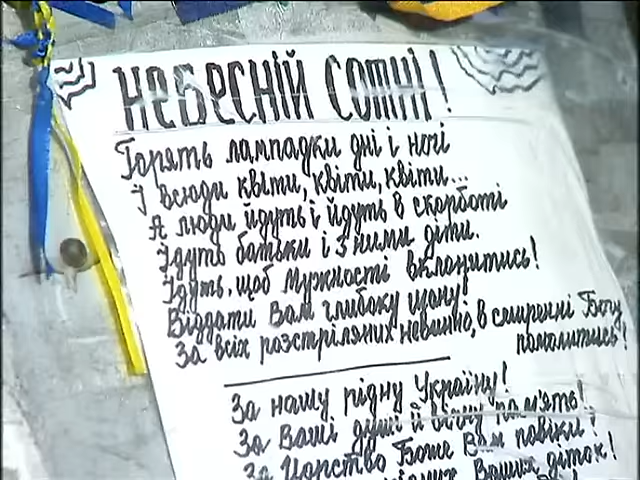 НЕБЕСНІЙ СОТНІ!
Горять лампадки дні і ночі
І всюди квіти, квіти, квіти...
А люди йдуть і йдуть в скорботі
Ідуть батьки і з ними діти.
Ідуть, щоб мужності вклонитись!
Віддати Вам глибоку шану
За всіх розстріляних невинно, в смиренні Богу
помолитись!
За нашу рідну Україну!
За Ваші душі й вічну пам'ять!
За Царство Боже Вам повіки!
Ваших діток!